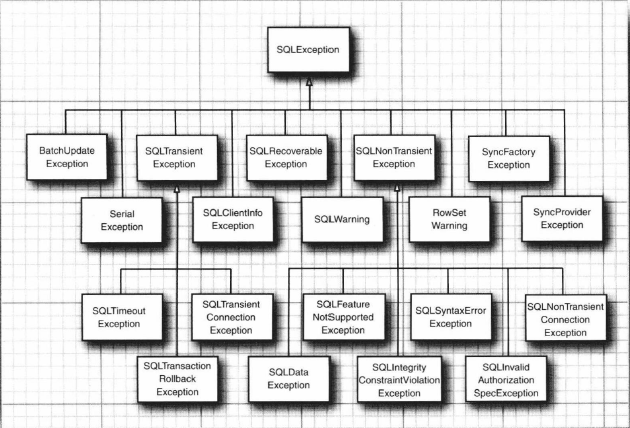 SQLException
BatchUpdate
Exception
SQLTransient
Exception
SQLRecoverable
Exception
SQLNonTransient
Exception
SyncFactory
Exception
Serial
Exception
SQLClientInfo
Exception
SQLWarning
RowSet
Warning
SyncProvider
Exception
SQLTimeout
Exception
SQLTransient
Connection
Exception
SQLFeature
NotSupported
Exception
SQLSyntaxError
Exception
SQLNonTransient
Connection
Exception
SQLTransaction
Rollback
Exception
SQLData
Exception
SQLIntegrity
ConstraintViolation
Exception
SQLInvalid
Authorization
SpecException